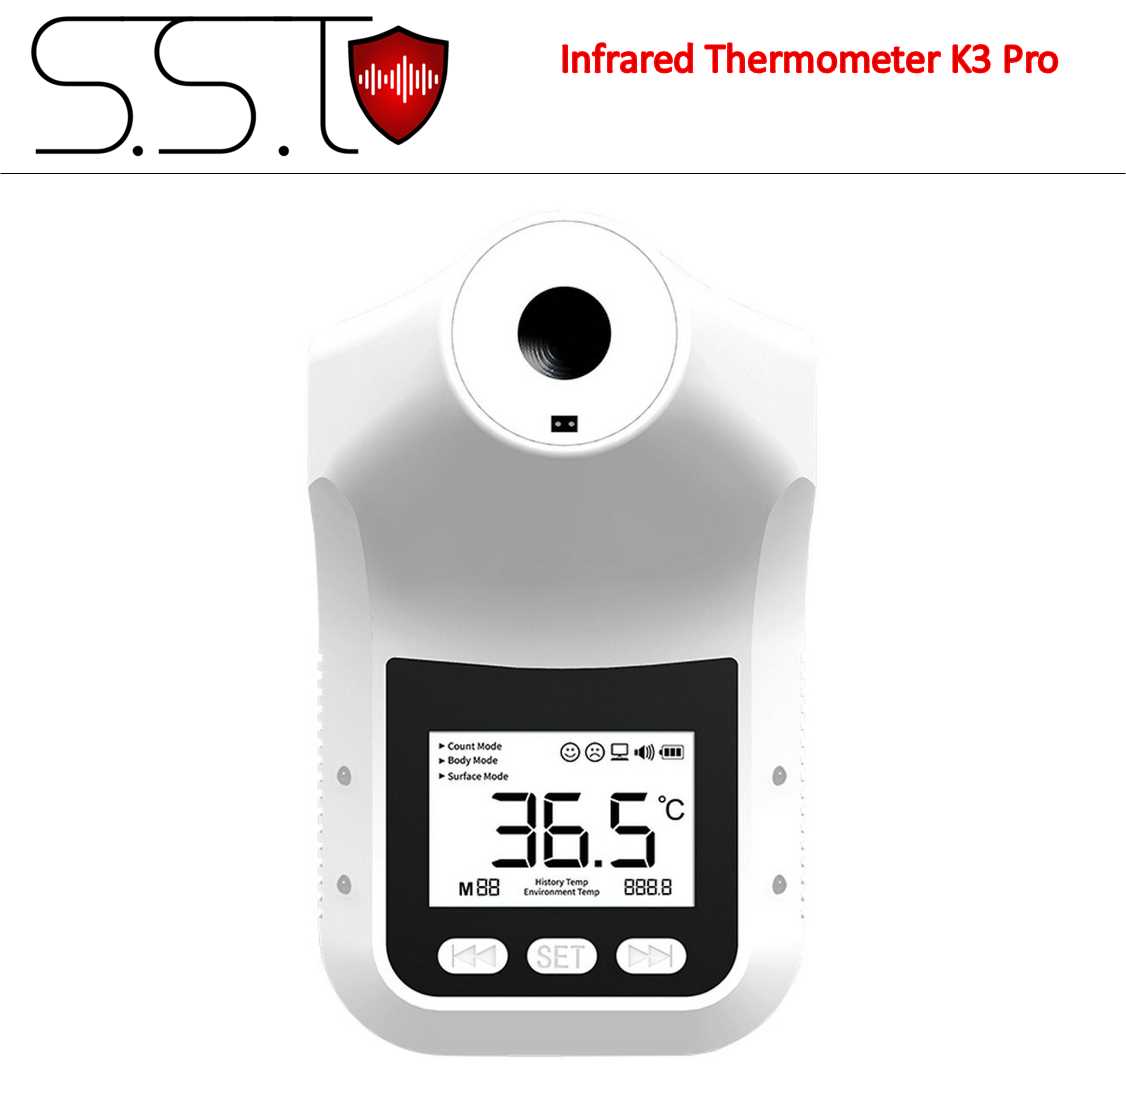 S.S.T
Infrared Thermometer K3 Pro
Count Mode
Body Mode
Surface Mode
36.5 °C
M88
History Temp
Environment Temp
888.8
SET